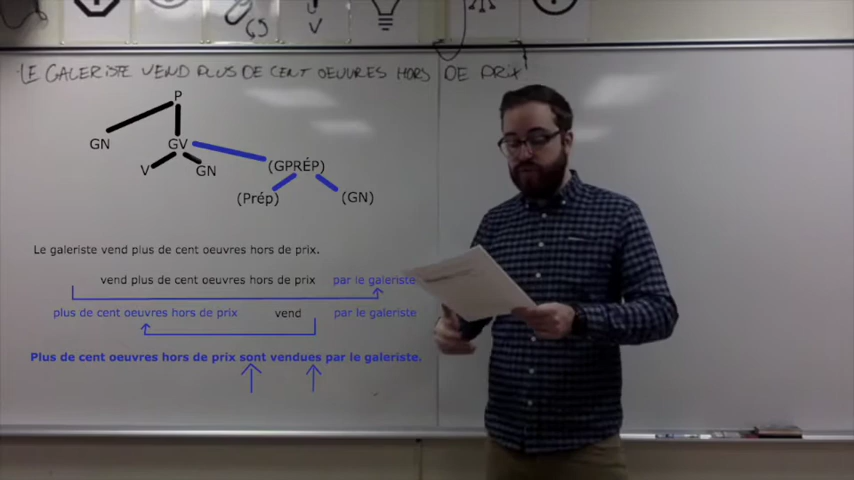 V
LE GALERISTE VEND PLUS DE CENT OEUVRES HORS DE PRIX
P
GN
GV
V
GN
(GPRÉP)
(Prép)
(GN)
Le galeriste vend plus de cent oeuvres hors de prix.
vend plus de cent oeuvres hors de prix par le galeriste
plus de cent oeuvres hors de prix vend par le galeriste
Plus de cent oeuvres hors de prix sont vendues par le galeriste.